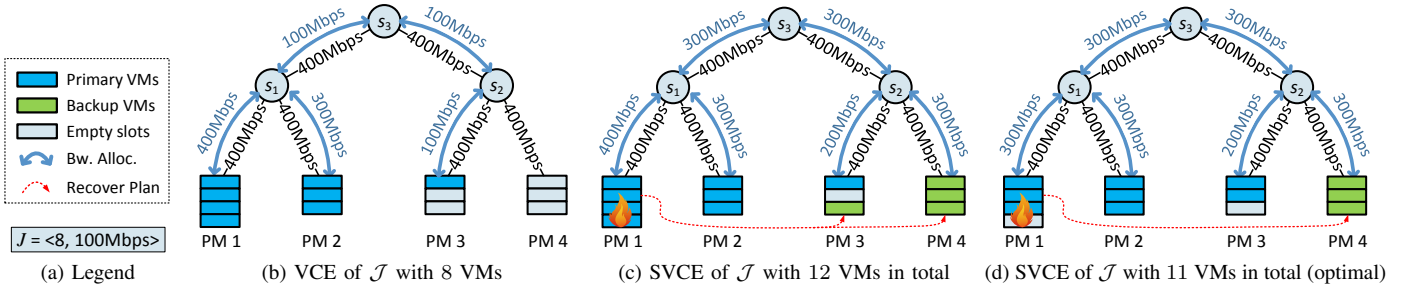 Primary VMs
Backup VMs
Empty slots
Bw. Alloc.
Recover Plan
J = <8, 100Mbps>
(a) Legend
s3
100Mbps
100Mbps
400Mbps
400Mbps
s1
s2
400Mbps
400Mbps
400Mbps
300Mbps
100Mbps
400Mbps
400Mbps
PM 1
PM 2
PM 3
PM 4
(b) VCE of 𝒥 with 8 VMs
s3
300Mbps
300Mbps
400Mbps
400Mbps
s1
s2
400Mbps
400Mbps
400Mbps
300Mbps
200Mbps
400Mbps
400Mbps
300Mbps
PM 1
PM 2
PM 3
PM 4
(c) SVCE of 𝒥 with 12 VMs in total
s3
300Mbps
300Mbps
400Mbps
400Mbps
s1
s2
300Mbps
400Mbps
400Mbps
300Mbps
200Mbps
400Mbps
400Mbps
300Mbps
PM 1
PM 2
PM 3
PM 4
(d) SVCE of 𝒥 with 11 VMs in total (optimal)